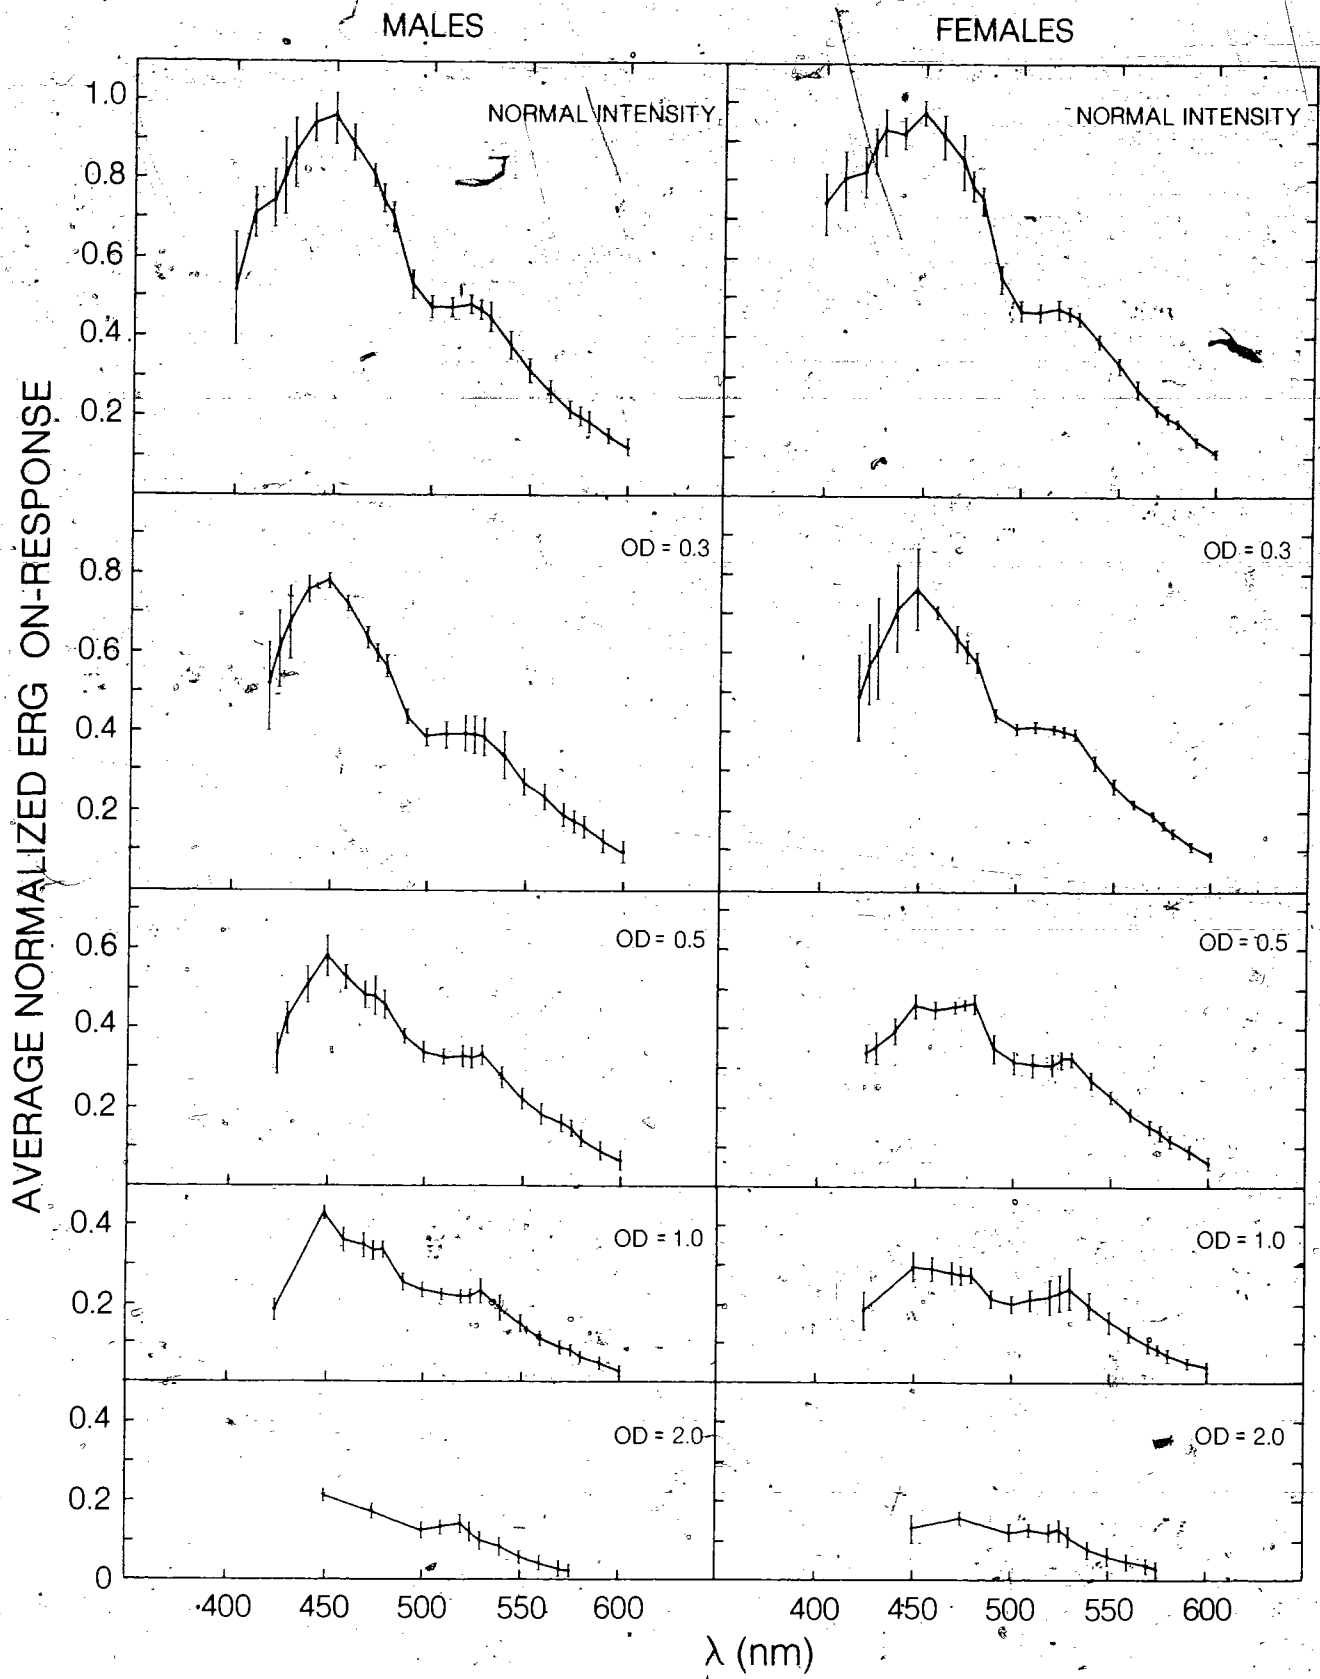 MALES
FEMALES
NORMAL INTENSITY
NORMAL INTENSITY
1.0
0.8
0.6
0.4
0.2
OD = 0.3
OD = 0.3
0.8
0.6
0.4
0.2
OD = 0.5
OD = 0.5
0.6
0.4
0.2
OD = 1.0
OD = 1.0
0.4
0.2
OD = 2.0
OD = 2.0
0.4
0.2
0
400 450 500 550 600
400 450 500 550 600
λ (nm)
AVERAGE NORMALIZED ERG ON-RESPONSE